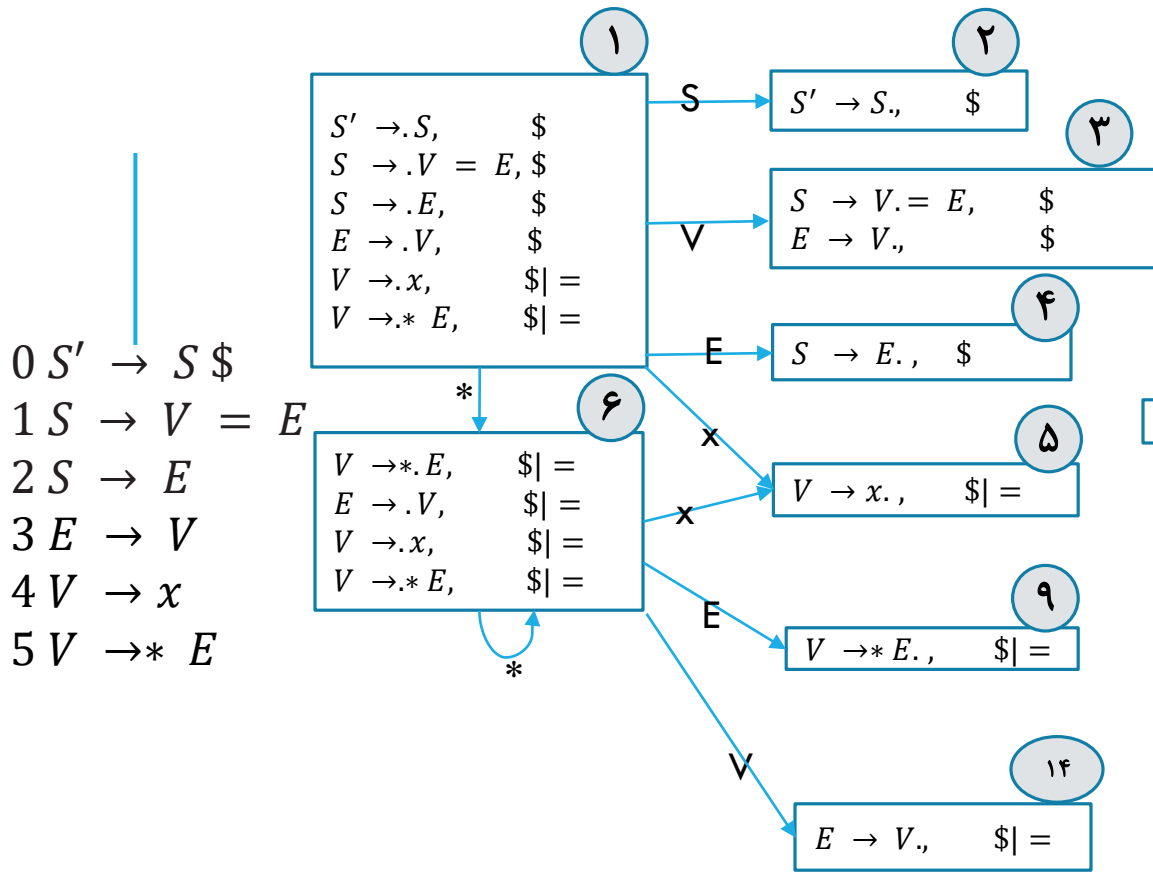 0 S′ → S $
1 S → V = E
2 S → E
3 E → V
4 V → x
5 V →* E
۱
S′ →. S, $
S → .V = E, $
S → .E, $
E → .V, $
V →. x, $| =
V →.* E, $| =
S
۲
S′ → S., $
V
۳
S → V. = E, $
E → V., $
E
۴
S → E. , $
x
۵
V → x. , $| =
*
۶
V →*. E, $| =
E → .V, $| =
V →. x, $| =
V →.* E, $| =
x
*
E
۹
V →* E. , $| =
V
۱۴
E → V., $| =